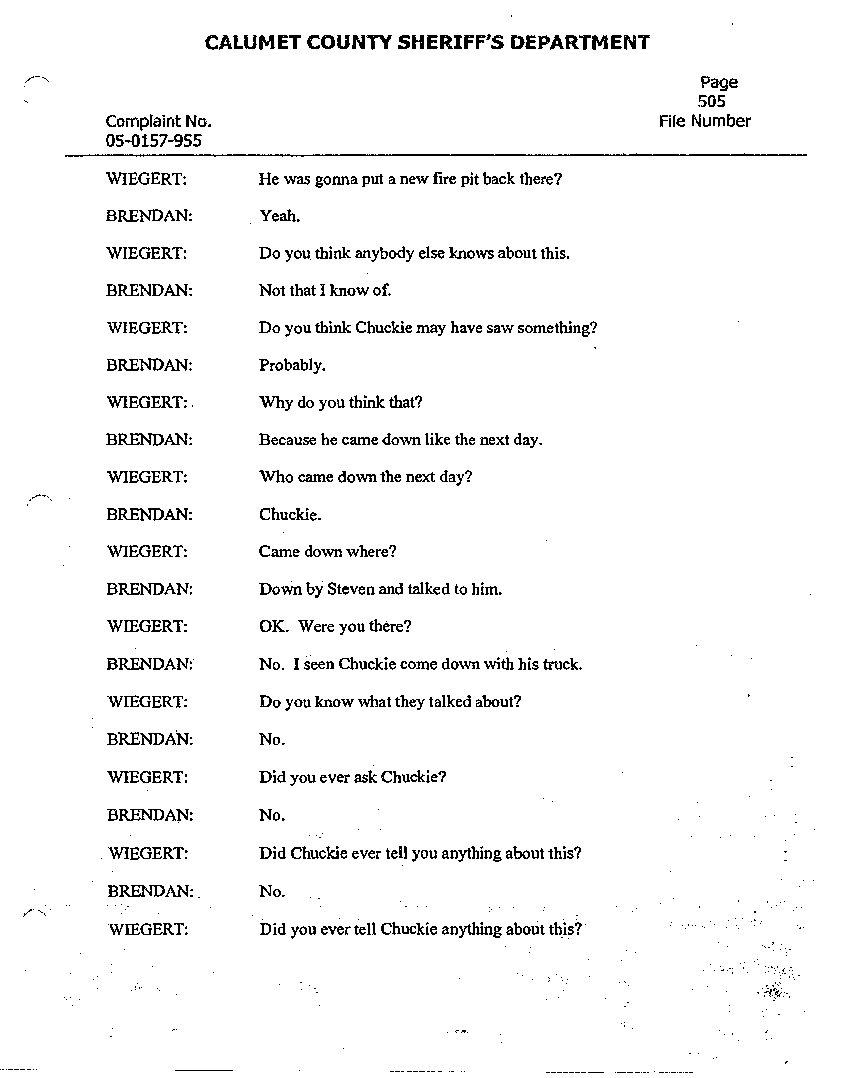 CALUMET COUNTY SHERIFF'S DEPARTMENT
Page
505
Complaint No. File Number
05-0157-955
WIEGERT: He was gonna put a new fire pit back there?
BRENDAN: Yeah.
WIEGERT: Do you think anybody else knows about this.
BRENDAN: Not that I know of.
WIEGERT: Do you think Chuckie may have saw something?
BRENDAN: Probably.
WIEGERT: Why do you think that?
BRENDAN: Because he came down like the next day.
WIEGERT: Who came down the next day?
BRENDAN: Chuckie.
WIEGERT: Came down where?
BRENDAN: Down by Steven and talked to him.
WIEGERT: OK. Were you there?
BRENDAN: No. I seen Chuckie come down with his truck.
WIEGERT: Do you know what they talked about?
BRENDAN: No.
WIEGERT: Did you ever ask Chuckie?
BRENDAN: No.
WIEGERT: Did Chuckie ever tell you anything about this?
BRENDAN: No.
WIEGERT: Did you ever tell Chuckie anything about this?